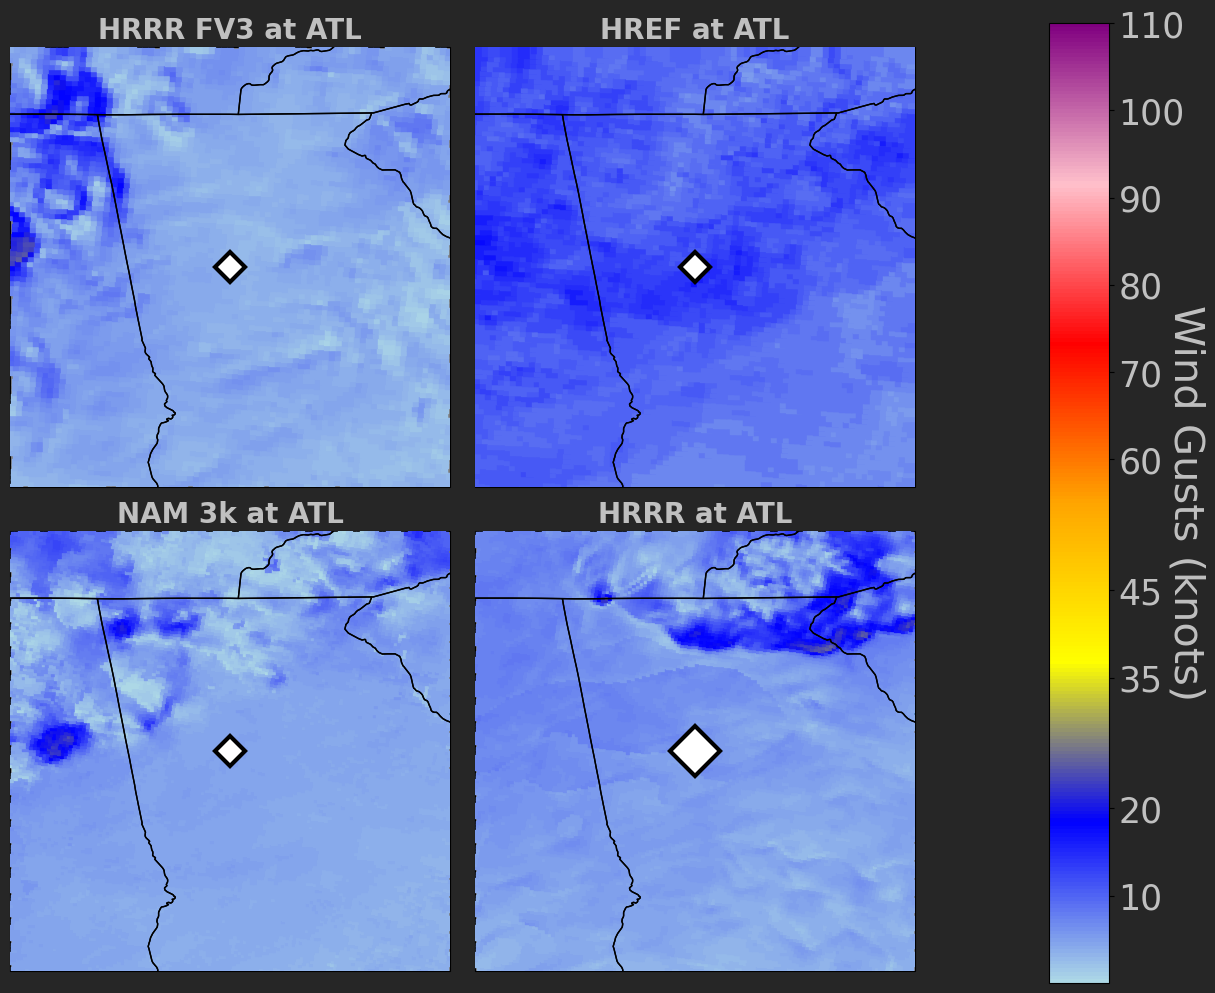 HRRR FV3 at ATL
HREF at ATL
NAM 3k at ATL
HRRR at ATL
110
100
90
80
70
60
45
35
20
10
Wind Gusts (knots)